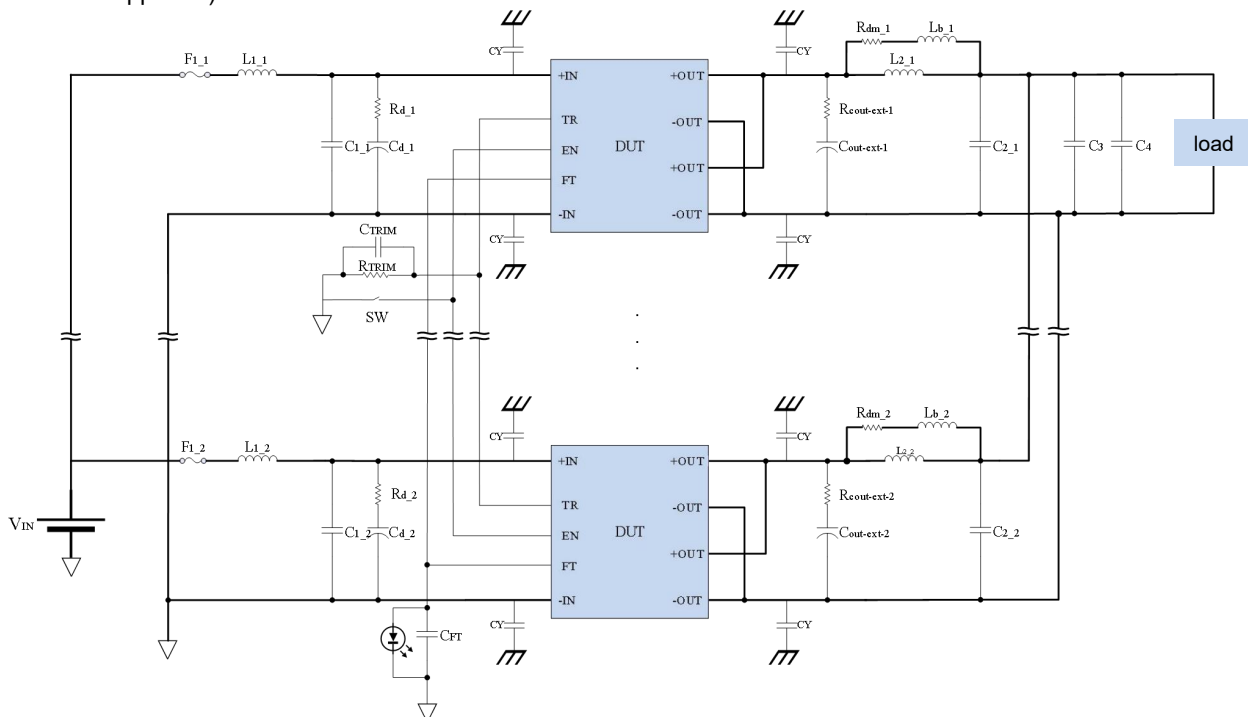 F1_1
L1_1
CY
CY
Rdm_1
Lb_1
L2_1
+IN
+OUT
Rd_1
TR
-OUT
Rcout-ext-1
C1_1
Cd_1
EN
DUT
Cout-ext-1
C2_1
C3
C4
load
FT
+OUT
-IN
-OUT
CTRIM
CY
CY
RTRIM
SW
CY
CY
Rdm_2
Lb_2
F1_2
L1_2
L2_2
+IN
+OUT
Rd_2
TR
-OUT
Rcout-ext-2
VIN
C1_2
Cd_2
EN
DUT
Cout-ext-2
C2_2
FT
+OUT
-IN
-OUT
CY
CY
CFT